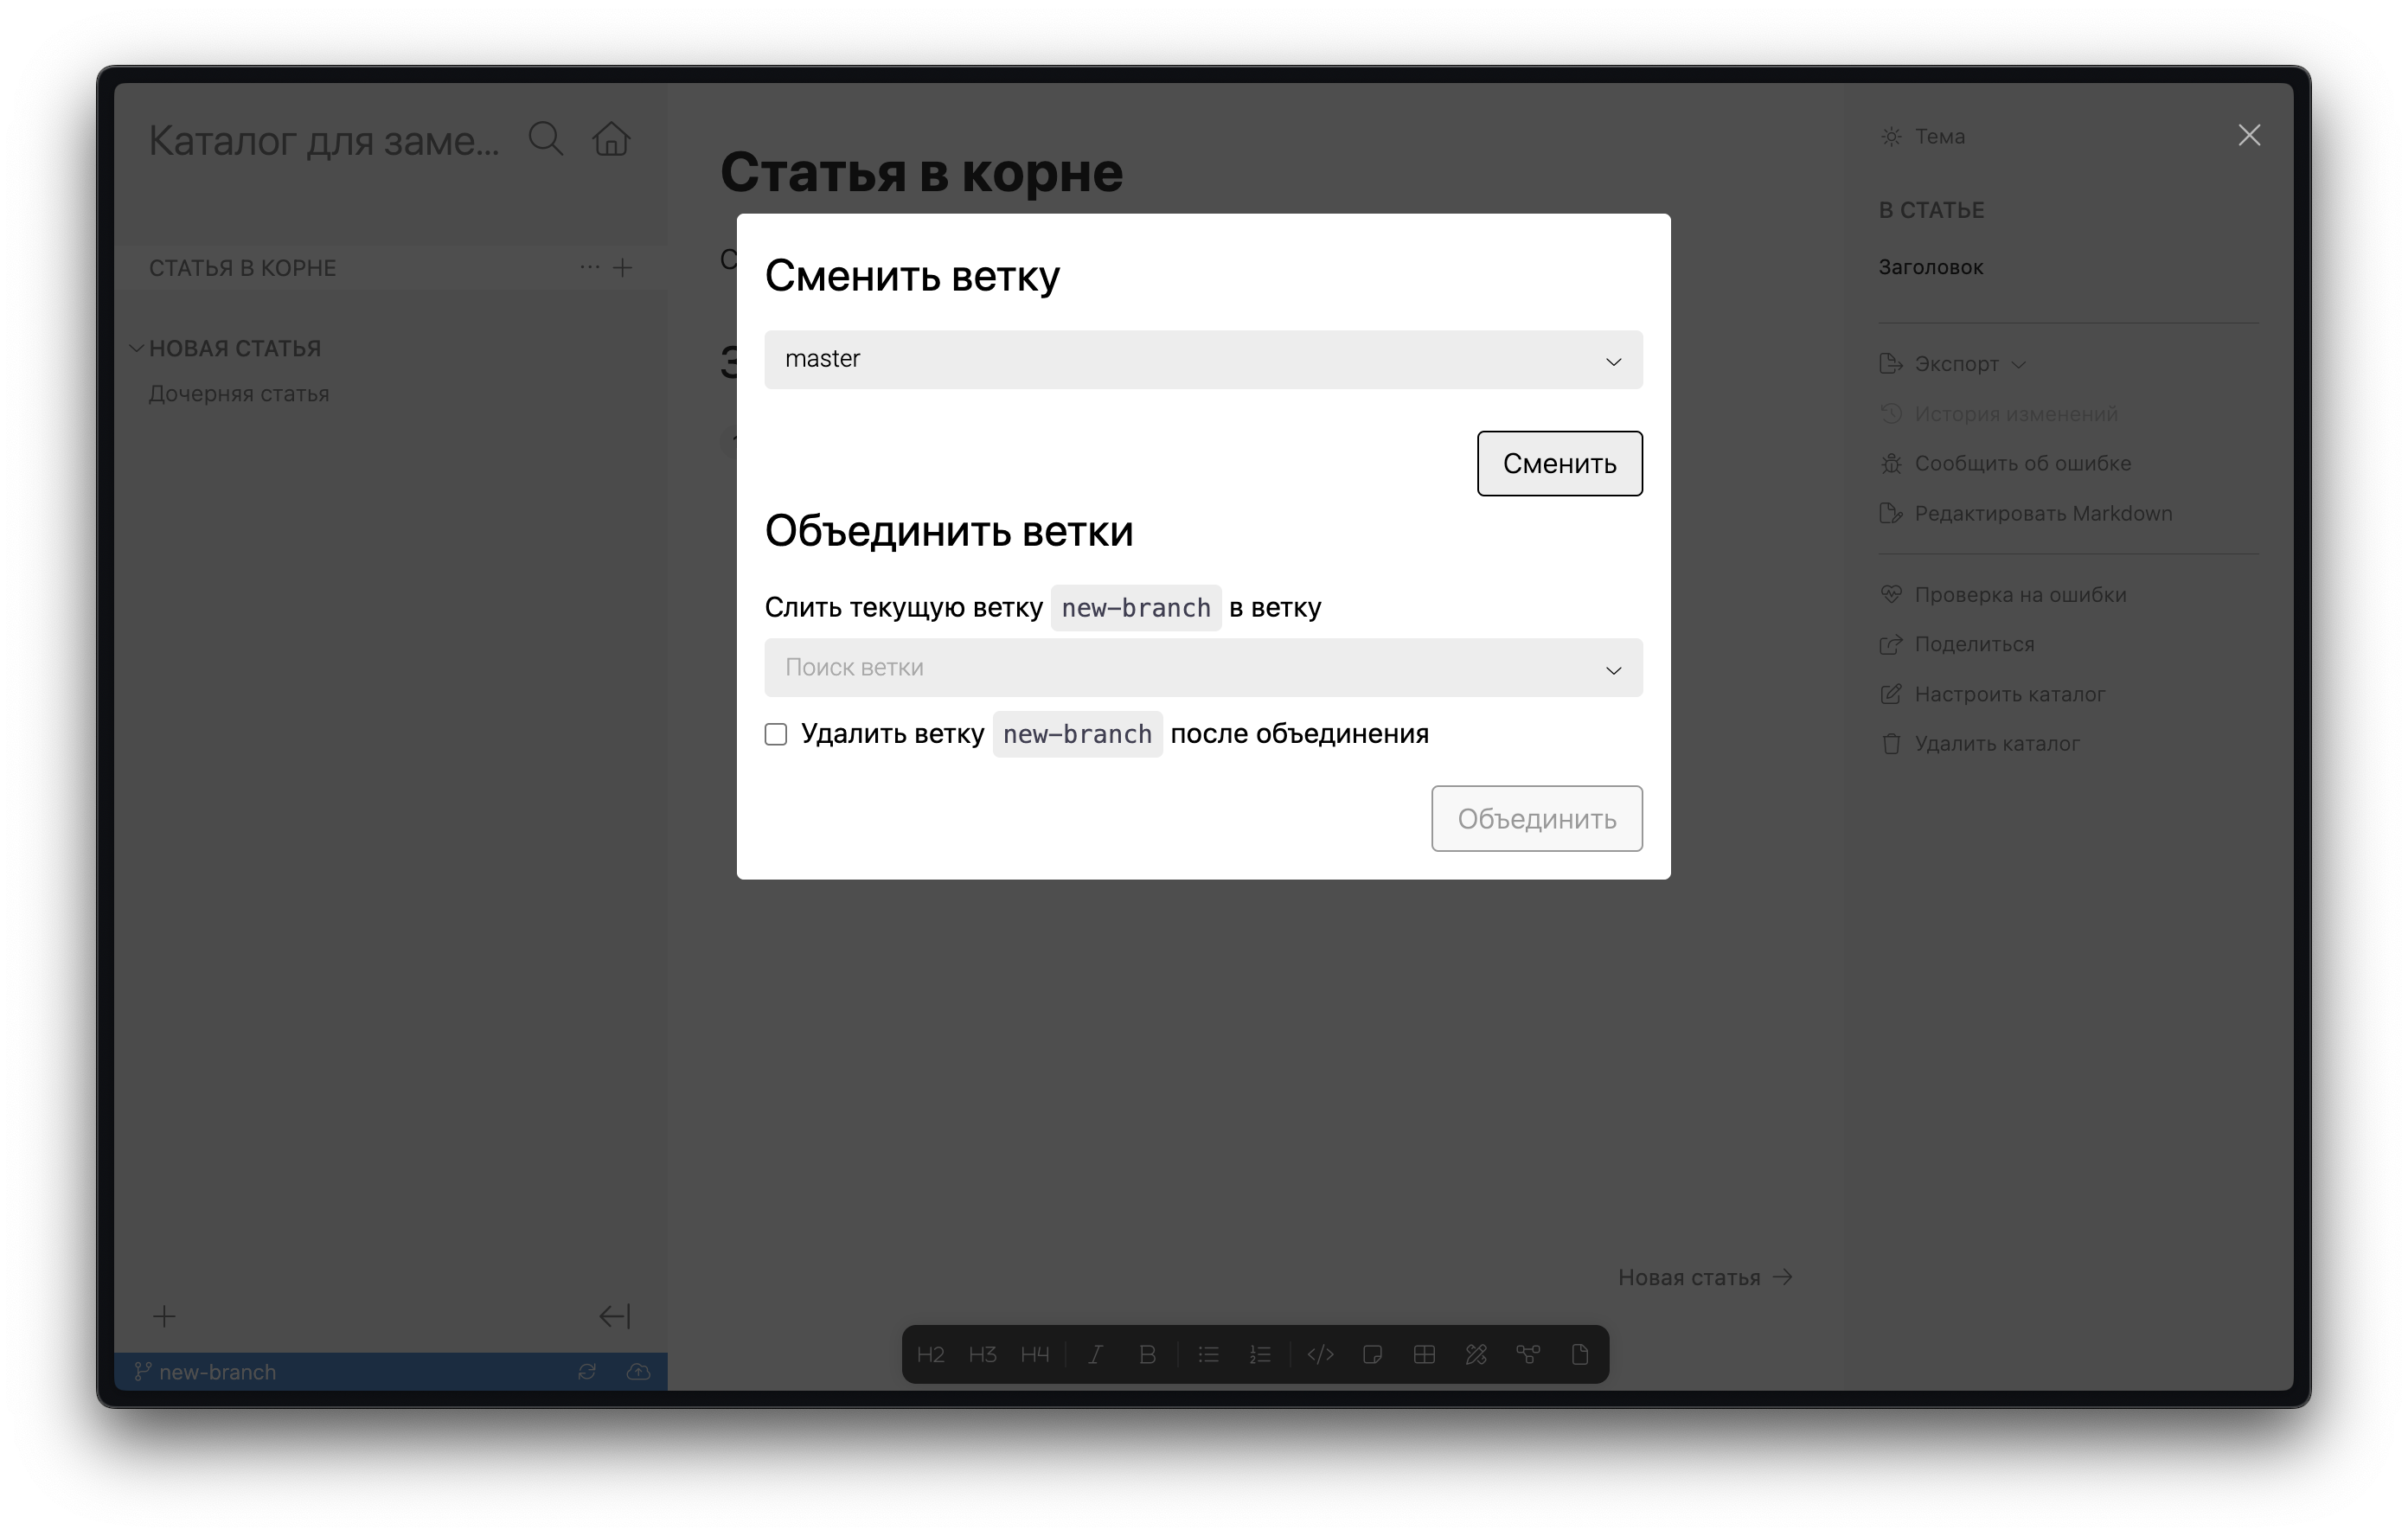 Каталог для заме...
СТАТЬЯ В КОРНЕ
НОВАЯ СТАТЬЯ
Дочерняя статья
new-branch
Статья в корне
Сменить ветку
master
Сменить
Объединить ветки
Слить текущую ветку new-branch в ветку
Поиск ветки
Удалить ветку new-branch после объединения
Объединить
Новая статья
H2 H3 H4 I B </>
Тема
В СТАТЬЕ
Заголовок
Экспорт
История изменений
Сообщить об ошибке
Редактировать Markdown
Проверка на ошибки
Поделиться
Настроить каталог
Удалить каталог